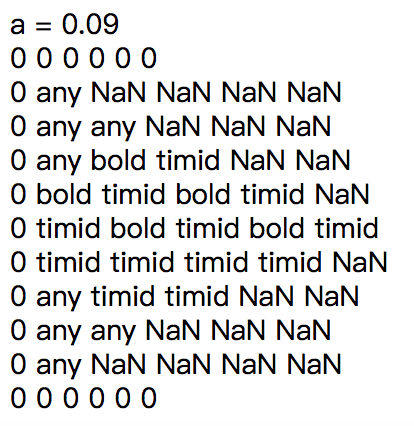 a = 0.09
0 0 0 0 0 0
0 any NaN NaN NaN NaN
0 any any NaN NaN NaN
0 any bold timid NaN NaN
0 bold timid bold timid NaN
0 timid bold timid bold timid
0 timid timid timid timid NaN
0 any timid timid NaN NaN
0 any any NaN NaN NaN
0 any NaN NaN NaN NaN
0 0 0 0 0 0